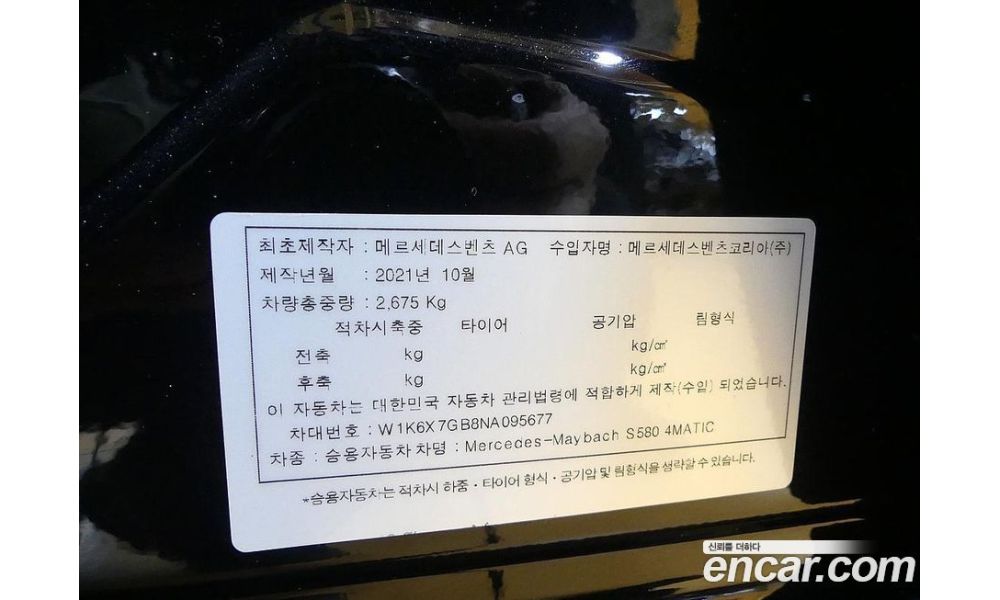 최초제작자 : 메르세데스벤츠 AG 수입자명 : 메르세데스벤츠코리아(주)
제작년월 : 2021년 10월
차량총중량 : 2,675 Kg
적차시축중 타이어 공기압 림형식
전축 kg kg/㎠
후축 kg kg/㎠
이 자동차는 대한민국 자동차 관리법령에 적합하게 제작(수입) 되었습니다.
차대번호 : W1K6X7GB8NA095677
차종 : 승용자동차 차명 : Mercedes-Maybach S580 4MATIC
*승용자동차는 적차시 하중·타이어 형식·공기압 및 림형식을 생략할 수 있습니다.
신뢰를 더하다
encar.com